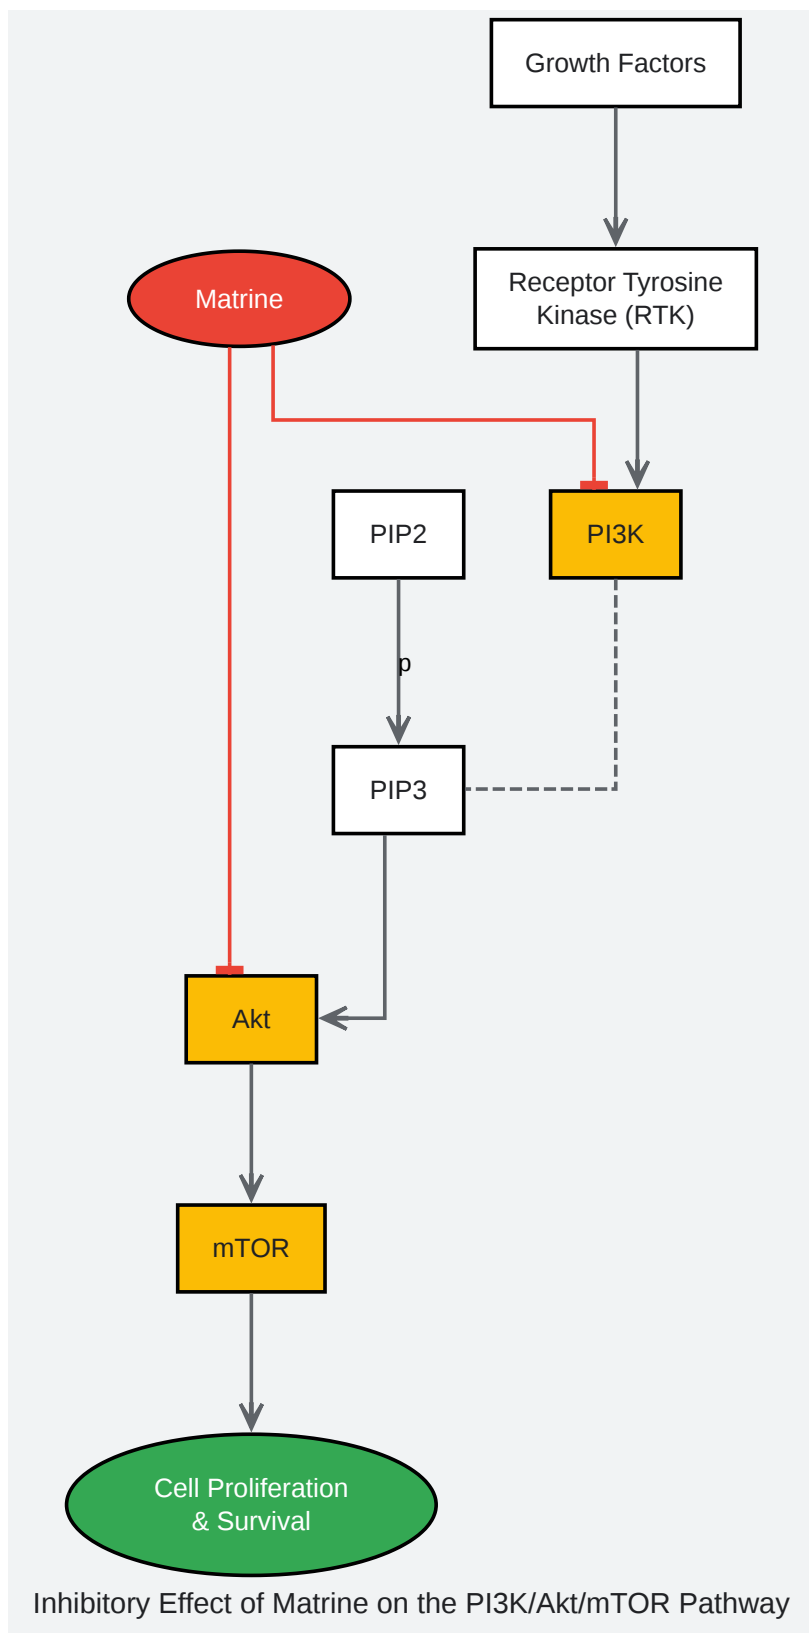 Growth Factors
Receptor Tyrosine
Kinase (RTK)
Matrine
PIP2
PI3K
p
PIP3
Akt
mTOR
Cell Proliferation
& Survival
Inhibitory Effect of Matrine on the PI3K/Akt/mTOR Pathway